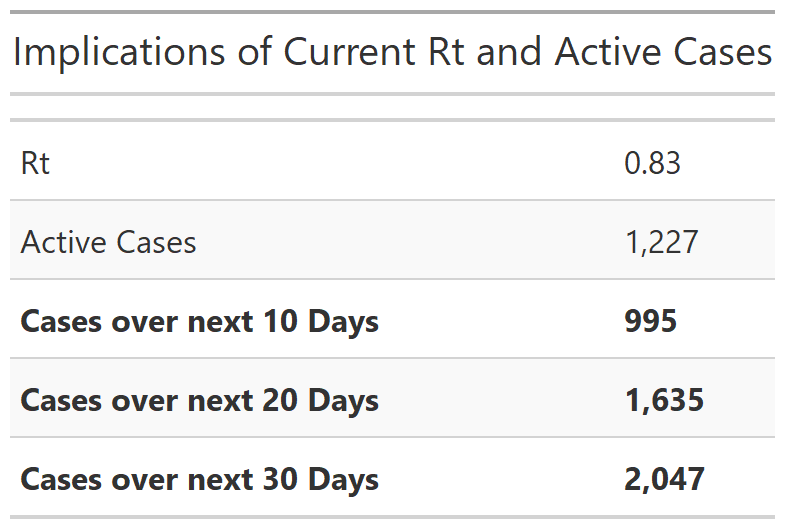 Implications of Current Rt and Active Cases
Rt 0.83
Active Cases 1,227
Cases over next 10 Days 995
Cases over next 20 Days 1,635
Cases over next 30 Days 2,047